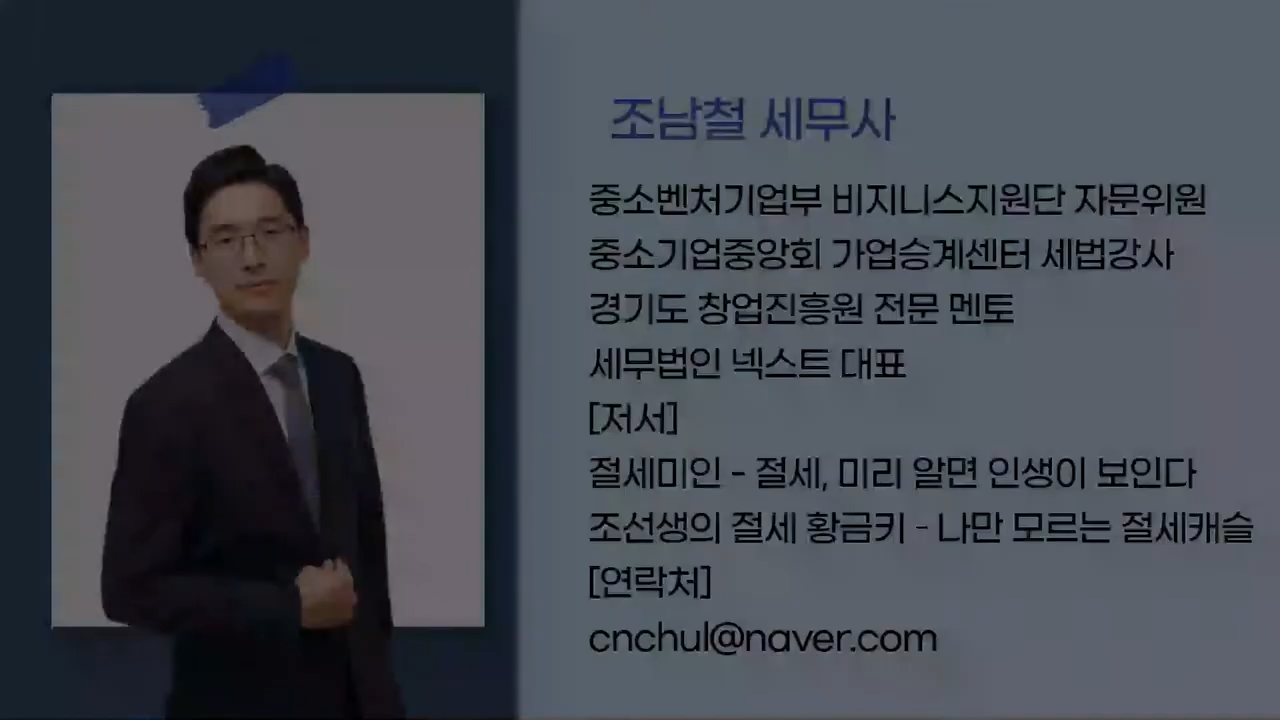 조남철 세무사
중소벤처기업부 비지니스지원단 자문위원
중소기업중앙회 가업승계센터 세법강사
경기도 창업진흥원 전문 멘토
세무법인 넥스트 대표
[저서]
절세미인 - 절세, 미리 알면 인생이 보인다
조선생의 절세 황금키 - 나만 모르는 절세캐슬
[연락처]
cnchul@naver.com